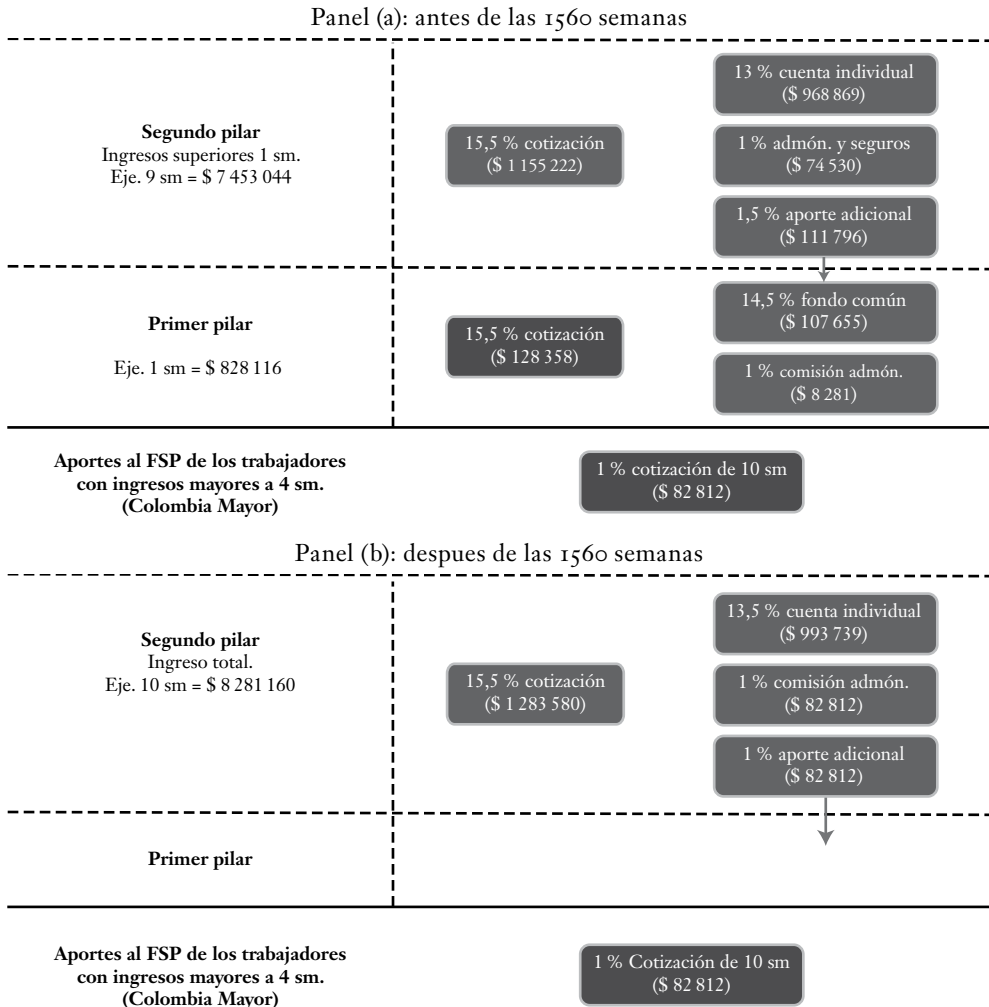 Panel (a): antes de las 1560 semanas
Segundo pilar
Ingresos superiores 1 sm.
Eje. 9 sm = $ 7 453 044
15,5 % cotización
($ 1 155 222)
13 % cuenta individual
($ 968 869)
1 % admón. y seguros
($ 74 530)
1,5 % aporte adicional
($ 111 796)
Primer pilar
Eje. 1 sm = $ 828 116
15,5 % cotización
($ 128 358)
14,5 % fondo común
($ 107 655)
1 % comisión admón.
($ 8 281)
Aportes al FSP de los trabajadores
con ingresos mayores a 4 sm.
(Colombia Mayor)
1 % cotización de 10 sm
($ 82 812)
Panel (b): despues de las 1560 semanas
Segundo pilar
Ingreso total.
Eje. 10 sm = $ 8 281 160
15,5 % cotización
($ 1 283 580)
13,5 % cuenta individual
($ 993 739)
1 % comisión admón.
($ 82 812)
1 % aporte adicional
($ 82 812)
Primer pilar
Aportes al FSP de los trabajadores
con ingresos mayores a 4 sm.
(Colombia Mayor)
1 % Cotización de 10 sm
($ 82 812)